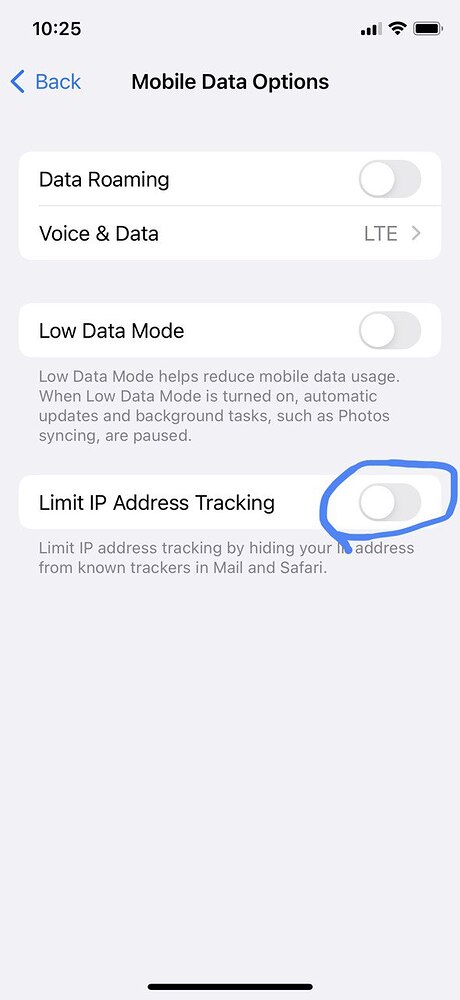 10:25
Back
Mobile Data Options
Data Roaming
Voice & Data
LTE
Low Data Mode
Low Data Mode helps reduce mobile data usage.
When Low Data Mode is turned on, automatic
updates and background tasks, such as Photos
syncing, are paused.
Limit IP Address Tracking
Limit IP address tracking by hiding your IP address
from known trackers in Mail and Safari.